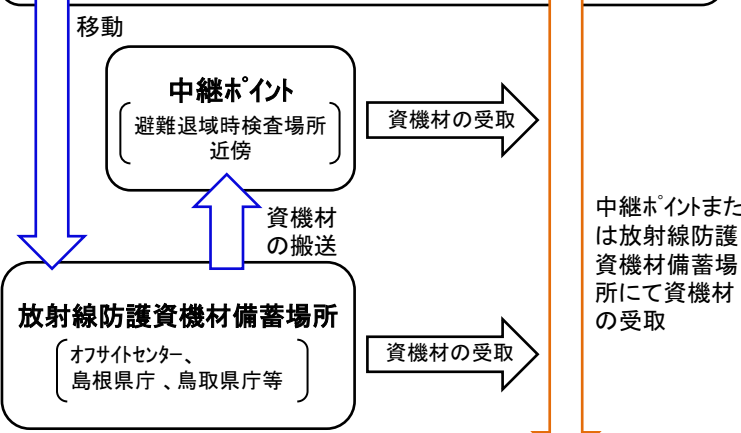 移動
中継ポイント
避難退域時検査場所
近傍
資機材の受取
資機材
の搬送
中継ポイントまた
は放射線防護
資機材備蓄場
所にて資機材
の受取
放射線防護資機材備蓄場所
オフサイトセンター、
島根県庁 、鳥取県庁等
資機材の受取